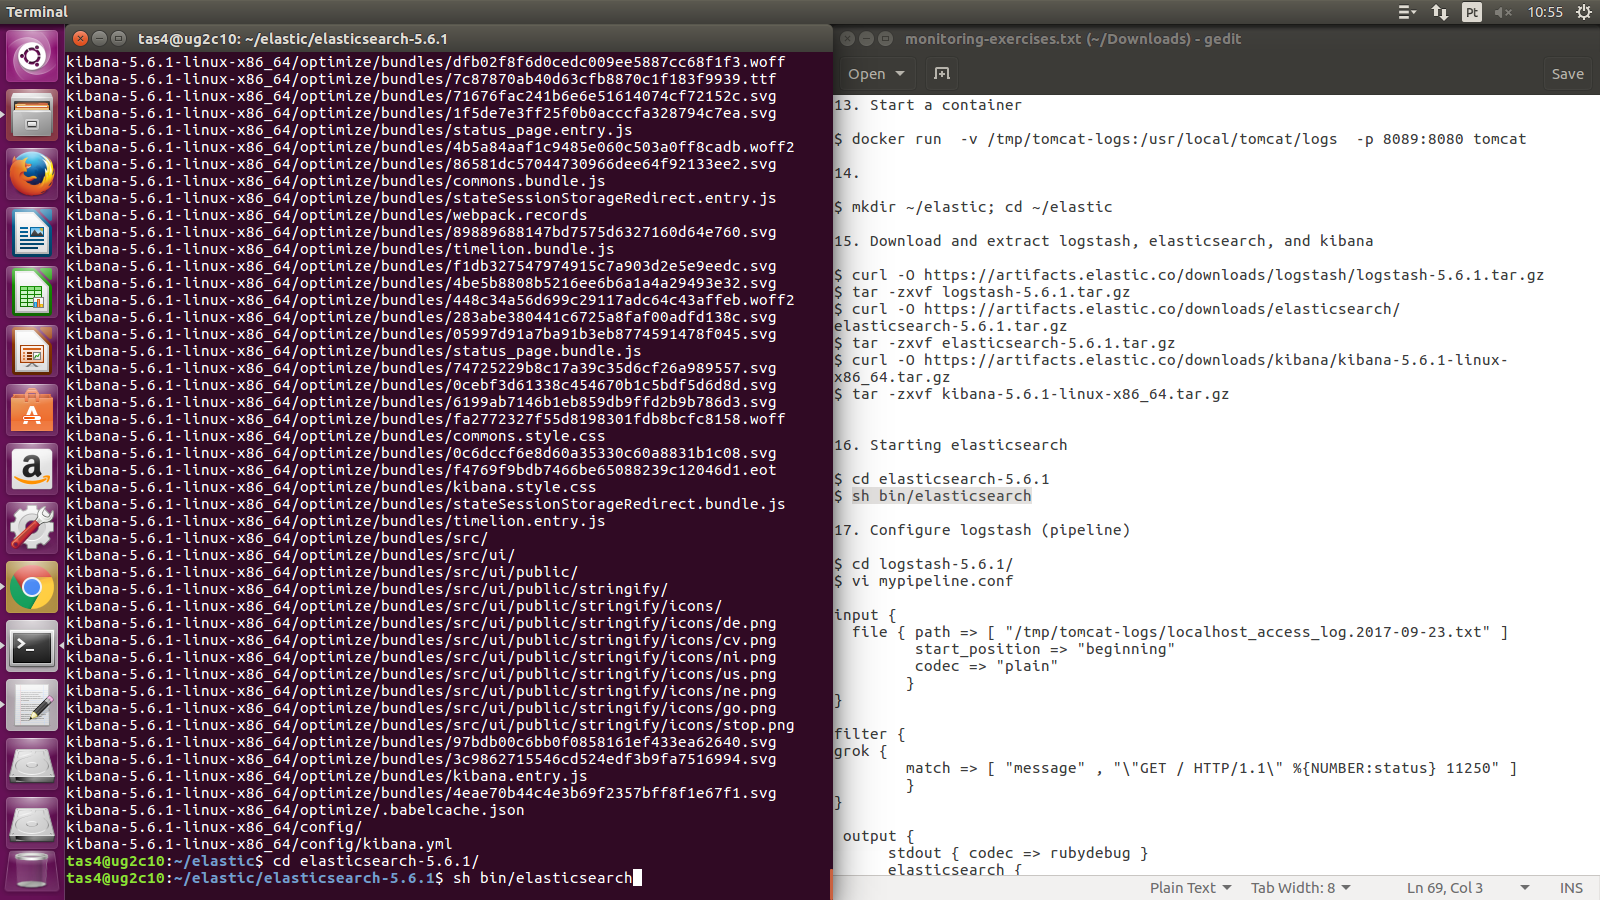 Terminal
Pt
10:55
tas4@ug2c10: ~/elastic/elasticsearch-5.6.1
kibana-5.6.1-linux-x86_64/optimize/bundles/dfb02f8f6d0cedc009ee5887cc68f1f3.woff
kibana-5.6.1-linux-x86_64/optimize/bundles/7c87870ab40d63cfb8870c1f183f9939.ttf
kibana-5.6.1-linux-x86_64/optimize/bundles/71676fac241b6e6e51614074cf72152c.svg
kibana-5.6.1-linux-x86_64/optimize/bundles/1f5de7e3ff25f0b0acccfa328794c7ea.svg
kibana-5.6.1-linux-x86_64/optimize/bundles/status_page.entry.js
kibana-5.6.1-linux-x86_64/optimize/bundles/4b5a84aaf1c9485e060c503a0ff8cadb.woff2
kibana-5.6.1-linux-x86_64/optimize/bundles/86581dc57044730966dee64f92133ee2.svg
kibana-5.6.1-linux-x86_64/optimize/bundles/commons.bundle.js
kibana-5.6.1-linux-x86_64/optimize/bundles/stateSessionStorageRedirect.entry.js
kibana-5.6.1-linux-x86_64/optimize/bundles/webpack.records
kibana-5.6.1-linux-x86_64/optimize/bundles/89889688147bd7575d6327160d64e760.svg
kibana-5.6.1-linux-x86_64/optimize/bundles/timelion.bundle.js
kibana-5.6.1-linux-x86_64/optimize/bundles/f1db327547974915c7a903d2e5e9eedc.svg
kibana-5.6.1-linux-x86_64/optimize/bundles/4be5b8808b5216ee6b6a1a4a29493e32.svg
kibana-5.6.1-linux-x86_64/optimize/bundles/448c34a56d699c29117adc64c43affeb.woff2
kibana-5.6.1-linux-x86_64/optimize/bundles/283abe380441c6725a8faf00adfd138c.svg
kibana-5.6.1-linux-x86_64/optimize/bundles/05997d91a7ba91b3eb8774591478f045.svg
kibana-5.6.1-linux-x86_64/optimize/bundles/status_page.bundle.js
kibana-5.6.1-linux-x86_64/optimize/bundles/74725229b8c17a39c35d6cf26a989557.svg
kibana-5.6.1-linux-x86_64/optimize/bundles/0cebf3d61338c454670b1c5bdf5d6d8d.svg
kibana-5.6.1-linux-x86_64/optimize/bundles/6199ab7146b1eb859db9ffd2b9b786d3.svg
kibana-5.6.1-linux-x86_64/optimize/bundles/fa2772327f55d8198301fdb8bcfc8158.woff
kibana-5.6.1-linux-x86_64/optimize/bundles/commons.style.css
kibana-5.6.1-linux-x86_64/optimize/bundles/0c6dccf6e8d60a35330c60a8831b1c08.svg
kibana-5.6.1-linux-x86_64/optimize/bundles/f4769f9bdb7466be65088239c12046d1.eot
kibana-5.6.1-linux-x86_64/optimize/bundles/kibana.style.css
kibana-5.6.1-linux-x86_64/optimize/bundles/stateSessionStorageRedirect.bundle.js
kibana-5.6.1-linux-x86_64/optimize/bundles/timelion.entry.js
kibana-5.6.1-linux-x86_64/optimize/bundles/src/
kibana-5.6.1-linux-x86_64/optimize/bundles/src/ui/
kibana-5.6.1-linux-x86_64/optimize/bundles/src/ui/public/
kibana-5.6.1-linux-x86_64/optimize/bundles/src/ui/public/stringify/
kibana-5.6.1-linux-x86_64/optimize/bundles/src/ui/public/stringify/icons/
kibana-5.6.1-linux-x86_64/optimize/bundles/src/ui/public/stringify/icons/de.png
kibana-5.6.1-linux-x86_64/optimize/bundles/src/ui/public/stringify/icons/cv.png
kibana-5.6.1-linux-x86_64/optimize/bundles/src/ui/public/stringify/icons/ni.png
kibana-5.6.1-linux-x86_64/optimize/bundles/src/ui/public/stringify/icons/us.png
kibana-5.6.1-linux-x86_64/optimize/bundles/src/ui/public/stringify/icons/ne.png
kibana-5.6.1-linux-x86_64/optimize/bundles/src/ui/public/stringify/icons/go.png
kibana-5.6.1-linux-x86_64/optimize/bundles/src/ui/public/stringify/icons/stop.png
kibana-5.6.1-linux-x86_64/optimize/bundles/97bdb00c6bb0f0858161ef433ea62640.svg
kibana-5.6.1-linux-x86_64/optimize/bundles/3c9862715546cd524edf3b9fa7516994.svg
kibana-5.6.1-linux-x86_64/optimize/bundles/kibana.entry.js
kibana-5.6.1-linux-x86_64/optimize/bundles/4eae70b44c4e3b69f2357bff8f1e67f1.svg
kibana-5.6.1-linux-x86_64/optimize/.babelcache.json
kibana-5.6.1-linux-x86_64/config/
kibana-5.6.1-linux-x86_64/config/kibana.yml
tas4@ug2c10:~/elastic$ cd elasticsearch-5.6.1/
tas4@ug2c10:~/elastic/elasticsearch-5.6.1$ sh bin/elasticsearch
monitoring-exercises.txt (~/Downloads) - gedit
Open
Save
13. Start a container
$ docker run  -v /tmp/tomcat-logs:/usr/local/tomcat/logs  -p 8089:8080 tomcat
14.
$ mkdir ~/elastic; cd ~/elastic
15. Download and extract logstash, elasticsearch, and kibana
$ curl -O https://artifacts.elastic.co/downloads/logstash/logstash-5.6.1.tar.gz
$ tar -zxvf logstash-5.6.1.tar.gz
$ curl -O https://artifacts.elastic.co/downloads/elasticsearch/
elasticsearch-5.6.1.tar.gz
$ tar -zxvf elasticsearch-5.6.1.tar.gz
$ curl -O https://artifacts.elastic.co/downloads/kibana/kibana-5.6.1-linux-
x86_64.tar.gz
$ tar -zxvf kibana-5.6.1-linux-x86_64.tar.gz
16. Starting elasticsearch
$ cd elasticsearch-5.6.1
$ sh bin/elasticsearch
17. Configure logstash (pipeline)
$ cd logstash-5.6.1/
$ vi mypipeline.conf
input {
file { path => [ "/tmp/tomcat-logs/localhost_access_log.2017-09-23.txt" ]
start_position => "beginning"
codec => "plain"
}
}
filter {
grok {
match => [ "message" , "\"GET / HTTP/1.1\" %{NUMBER:status} 11250" ]
}
}
output {
stdout { codec => rubydebug }
elasticsearch {
Plain Text
Tab Width: 8
Ln 69, Col 3
INS